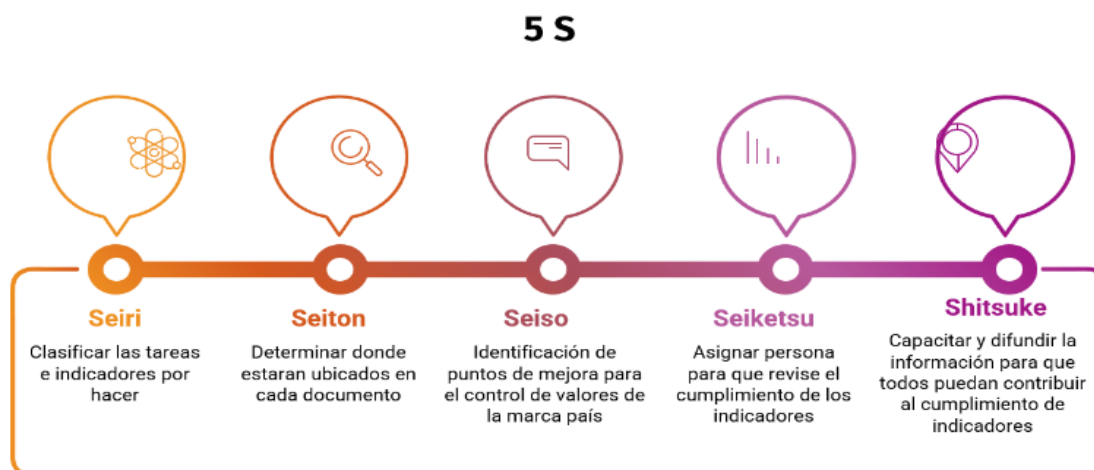 5 S
Seiri
Clasificar las tareas
e indicadores por
hacer
Seiton
Determinar donde
estaran ubicados en
cada documento
Seiso
Identificación de
puntos de mejora para
el control de valores de
la marca país
Seiketsu
Asignar persona
para que revise el
cumplimiento de los
indicadores
Shitsuke
Capacitar y difundir la
información para que
todos puedan contribuir
al cumplimiento de
indicadores